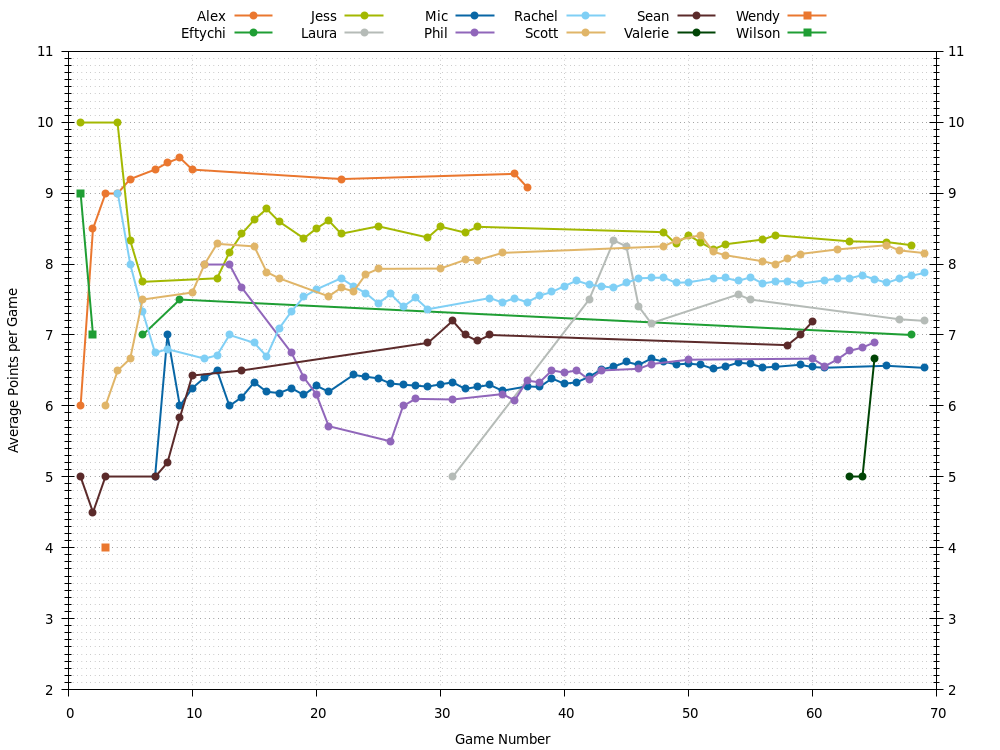 Alex Jess Mic Rachel Sean Wendy
Eftychi Laura Phil Scott Valerie Wilson
11 11
10 10
9 9
8 8
7 7
6 6
5 5
4 4
3 3
2 2
Average Points per Game
0 10 20 30 40 50 60 70
Game Number